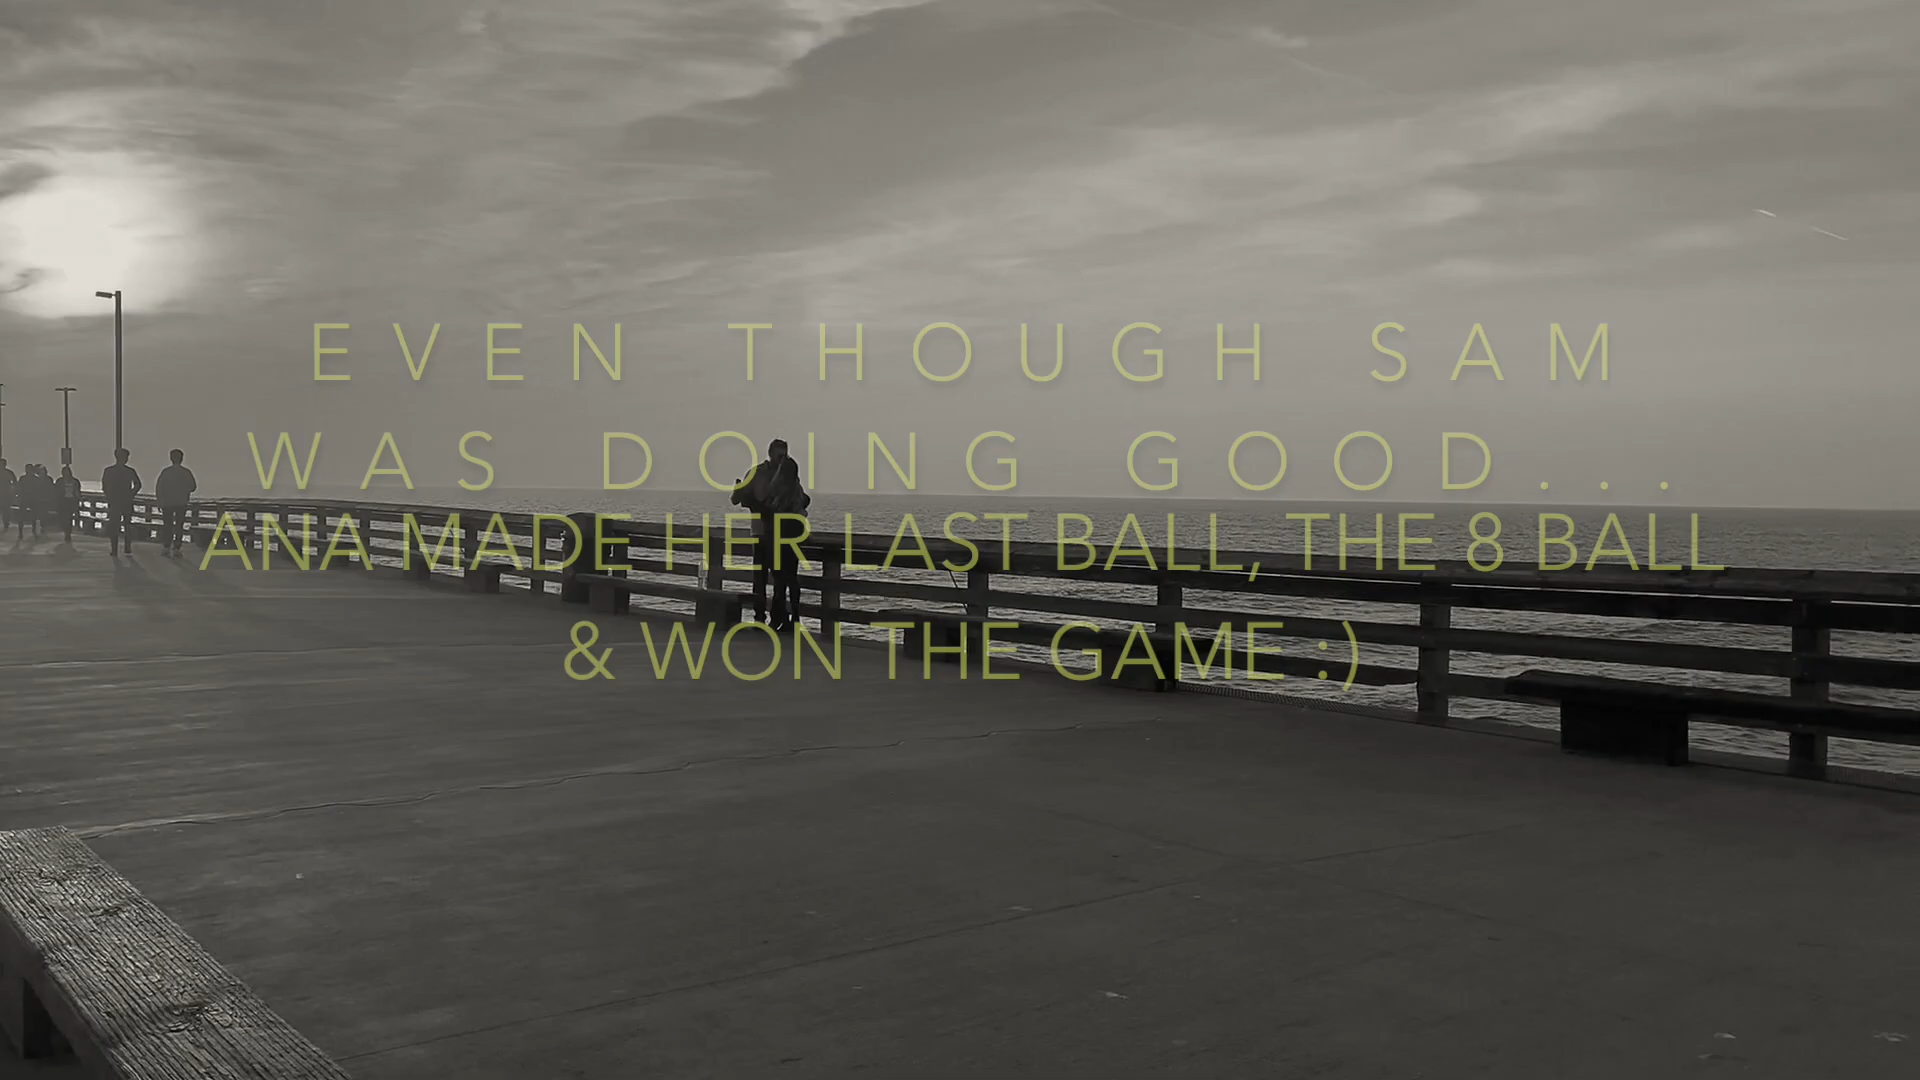 EVEN THOUGH SAM
WAS DOING GOOD...
ANA MADE HER LAST BALL, THE 8 BALL
& WON THE GAME :)